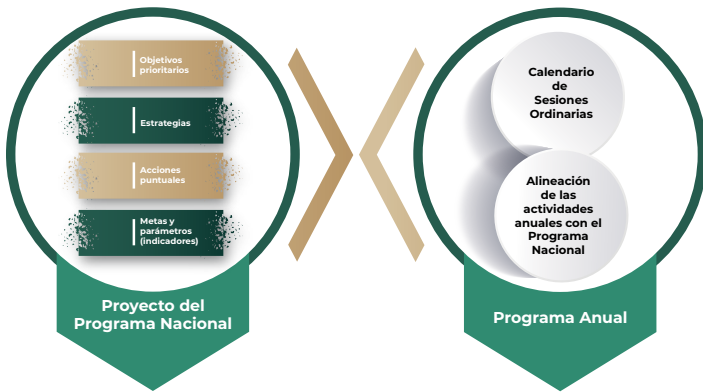 Objetivos
prioritarios
Estrategias
Acciones
puntuales
Metas y
parámetros
(indicadores)
Proyecto del
Programa Nacional
Calendario
de
Sesiones
Ordinarias
Alineación
de las
actividades
anuales con el
Programa
Nacional
Programa Anual